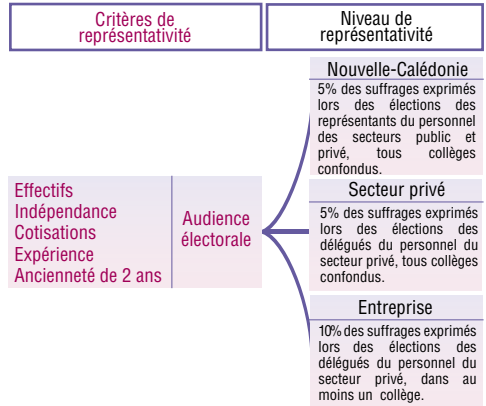 Critères de
représentativité
Niveau de
représentativité
Effectifs
Indépendance
Cotisations
Expérience
Ancienneté de 2 ans
Audience
électorale
Nouvelle-Calédonie
5% des suffrages exprimés
lors des élections des
représentants du personnel
des secteurs public et
privé, tous collèges
confondus.
Secteur privé
5% des suffrages exprimés
lors des élections des
délégués du personnel du
secteur privé, tous collèges
confondus.
Entreprise
10% des suffrages exprimés
lors des élections des
délégués du personnel du
secteur privé, dans au
moins un collège.